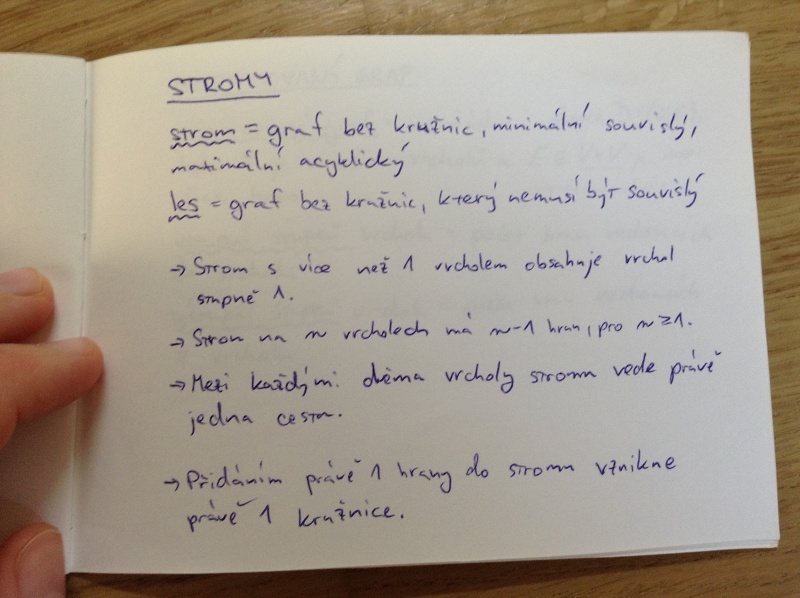 STROMY
strom = graf bez kružnic, minimální souvislý,
maximální acyklický
les = graf bez kružnic, který nemusí být souvislý
→ Strom s více než 1 vrcholem obsahuje vrchol
stupně 1.
→ Strom na n vrcholech má n-1 hran, pro n ≥ 1.
→ Mezi každými dvěma vrcholy stromu vede právě
jedna cesta.
→ Přidáním právě 1 hrany do stromu vznikne
právě 1 kružnice.